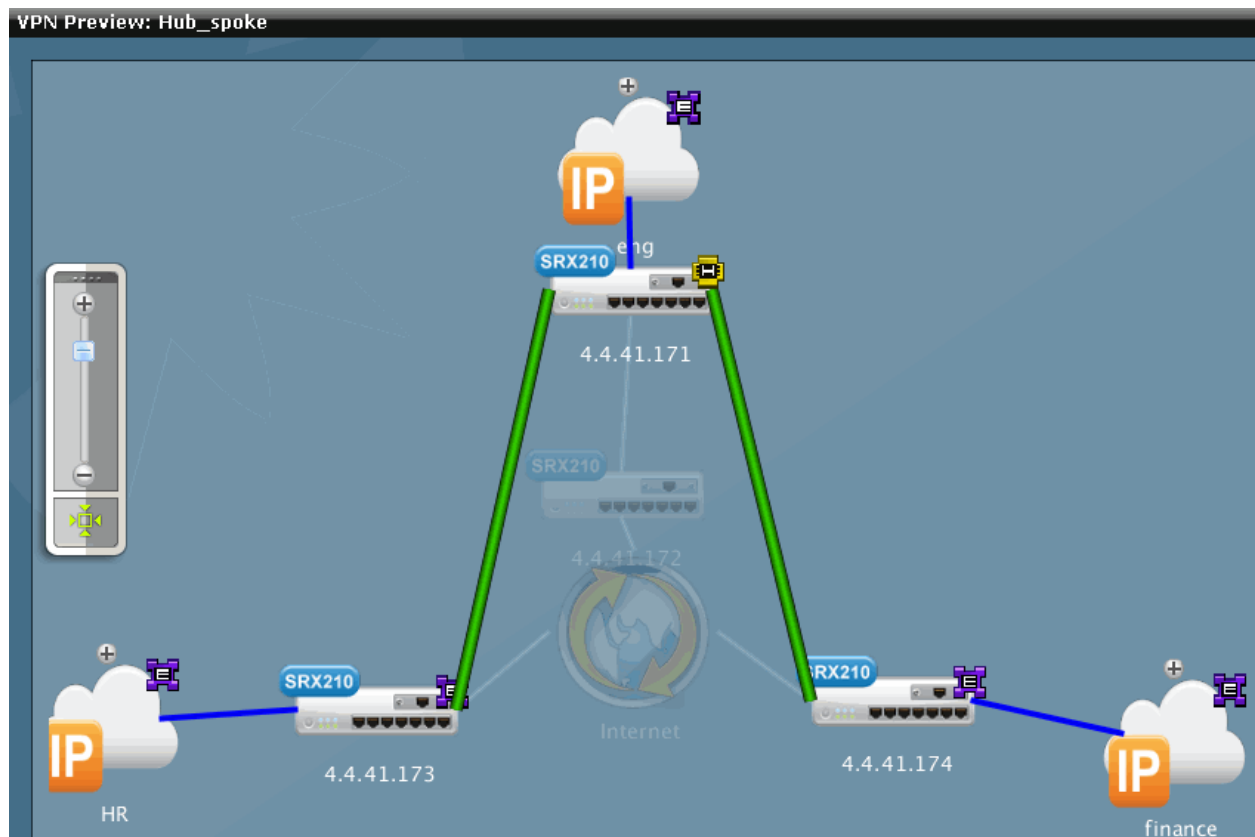 VPN Preview: Hub_spoke
E
IP
eng
SRX210
H
4.4.41.171
SRX210
4.4.41.172
Internet
E
SRX210
E
IP
4.4.41.173
HR
SRX210
E
4.4.41.174
E
IP
finance